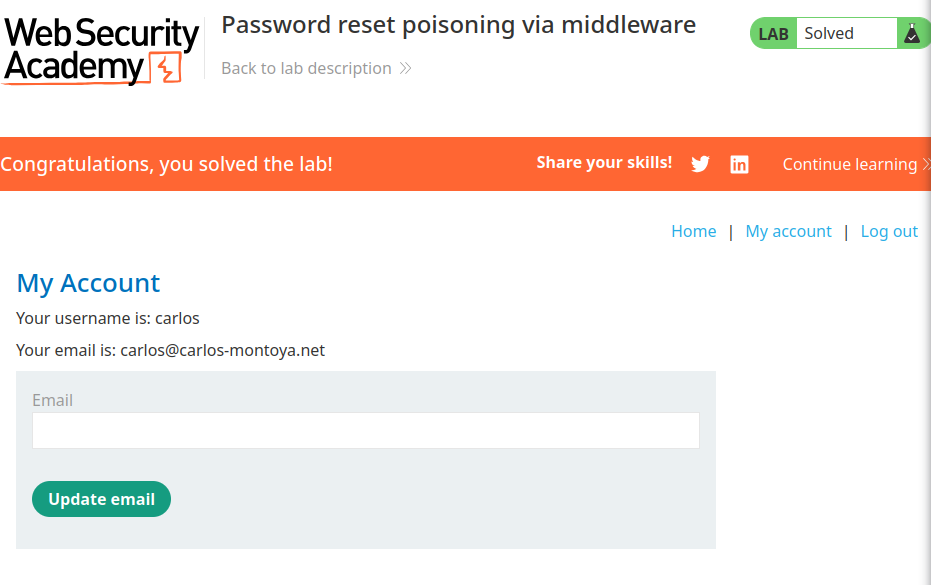 Web Security
Academy
Password reset poisoning via middleware
Back to lab description
LAB Solved
Congratulations, you solved the lab!
Share your skills!
Continue learning
Home | My account | Log out
My Account
Your username is: carlos
Your email is: carlos@carlos-montoya.net
Email
Update email